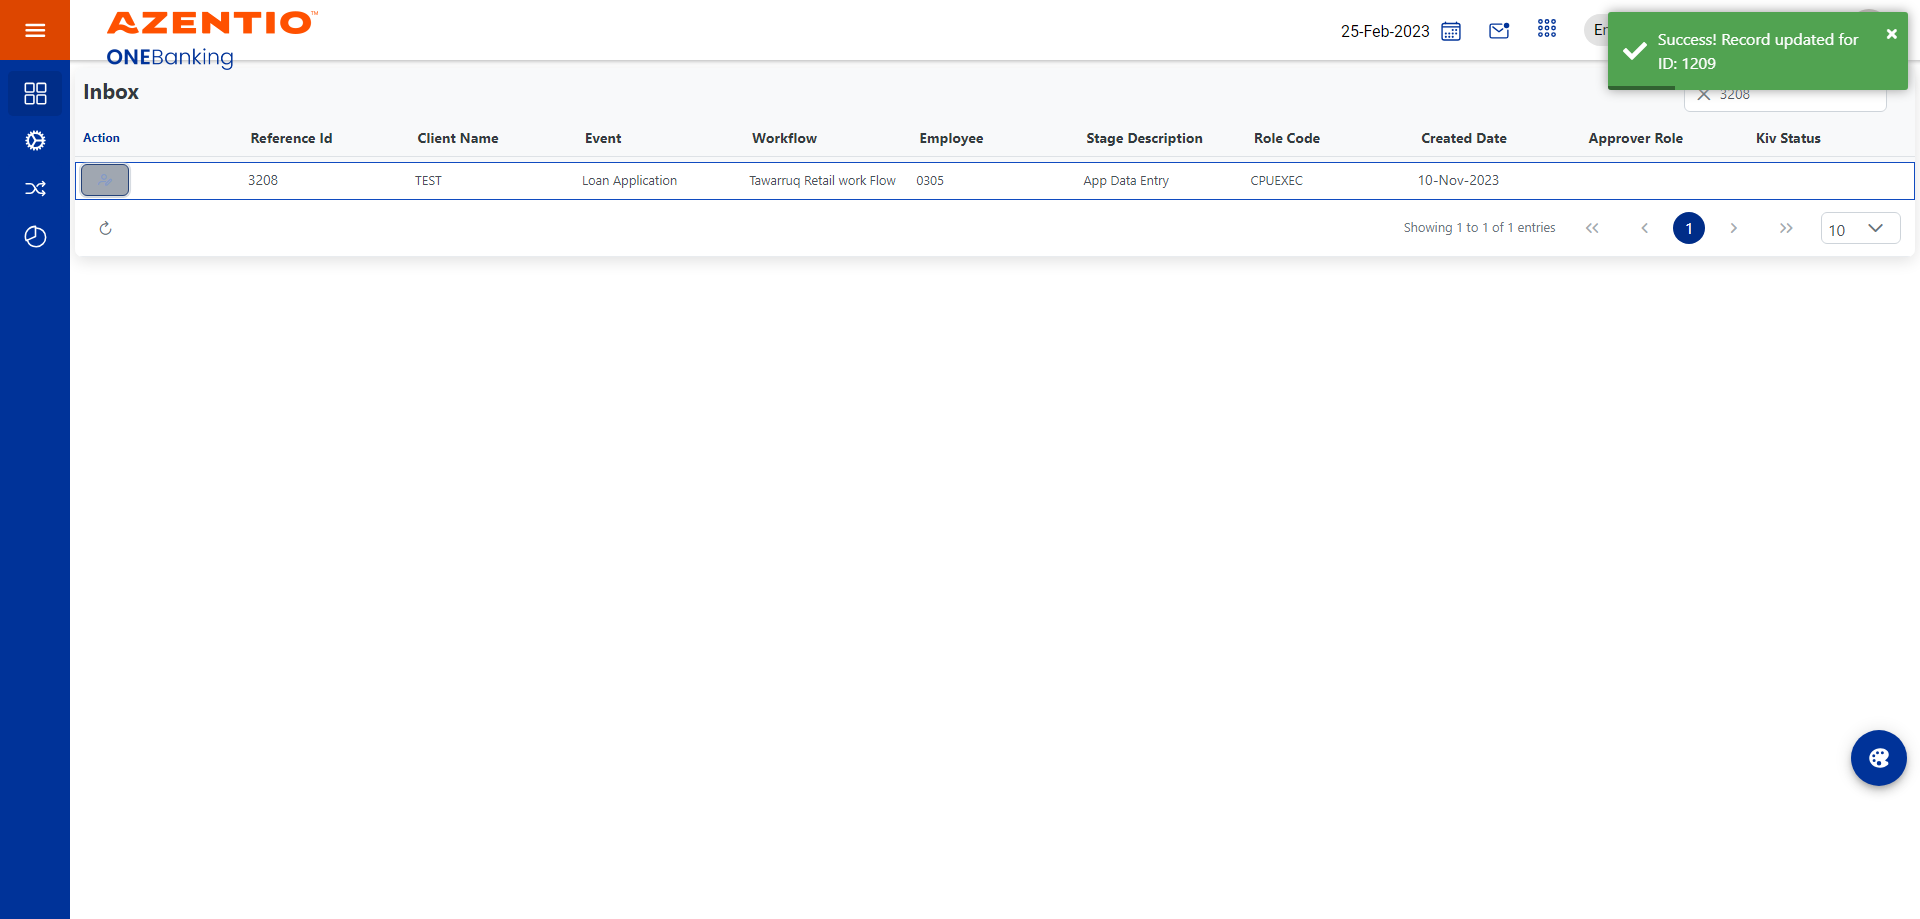 AZENTIO™
ONEBanking
25-Feb-2023
Success! Record updated for
ID: 1209
Inbox
3208
Action Reference Id Client Name Event Workflow Employee Stage Description Role Code Created Date Approver Role Kiv Status
3208 TEST Loan Application Tawarruq Retail work Flow 0305 App Data Entry CPUEXEC 10-Nov-2023
Showing 1 to 1 of 1 entries 1 10